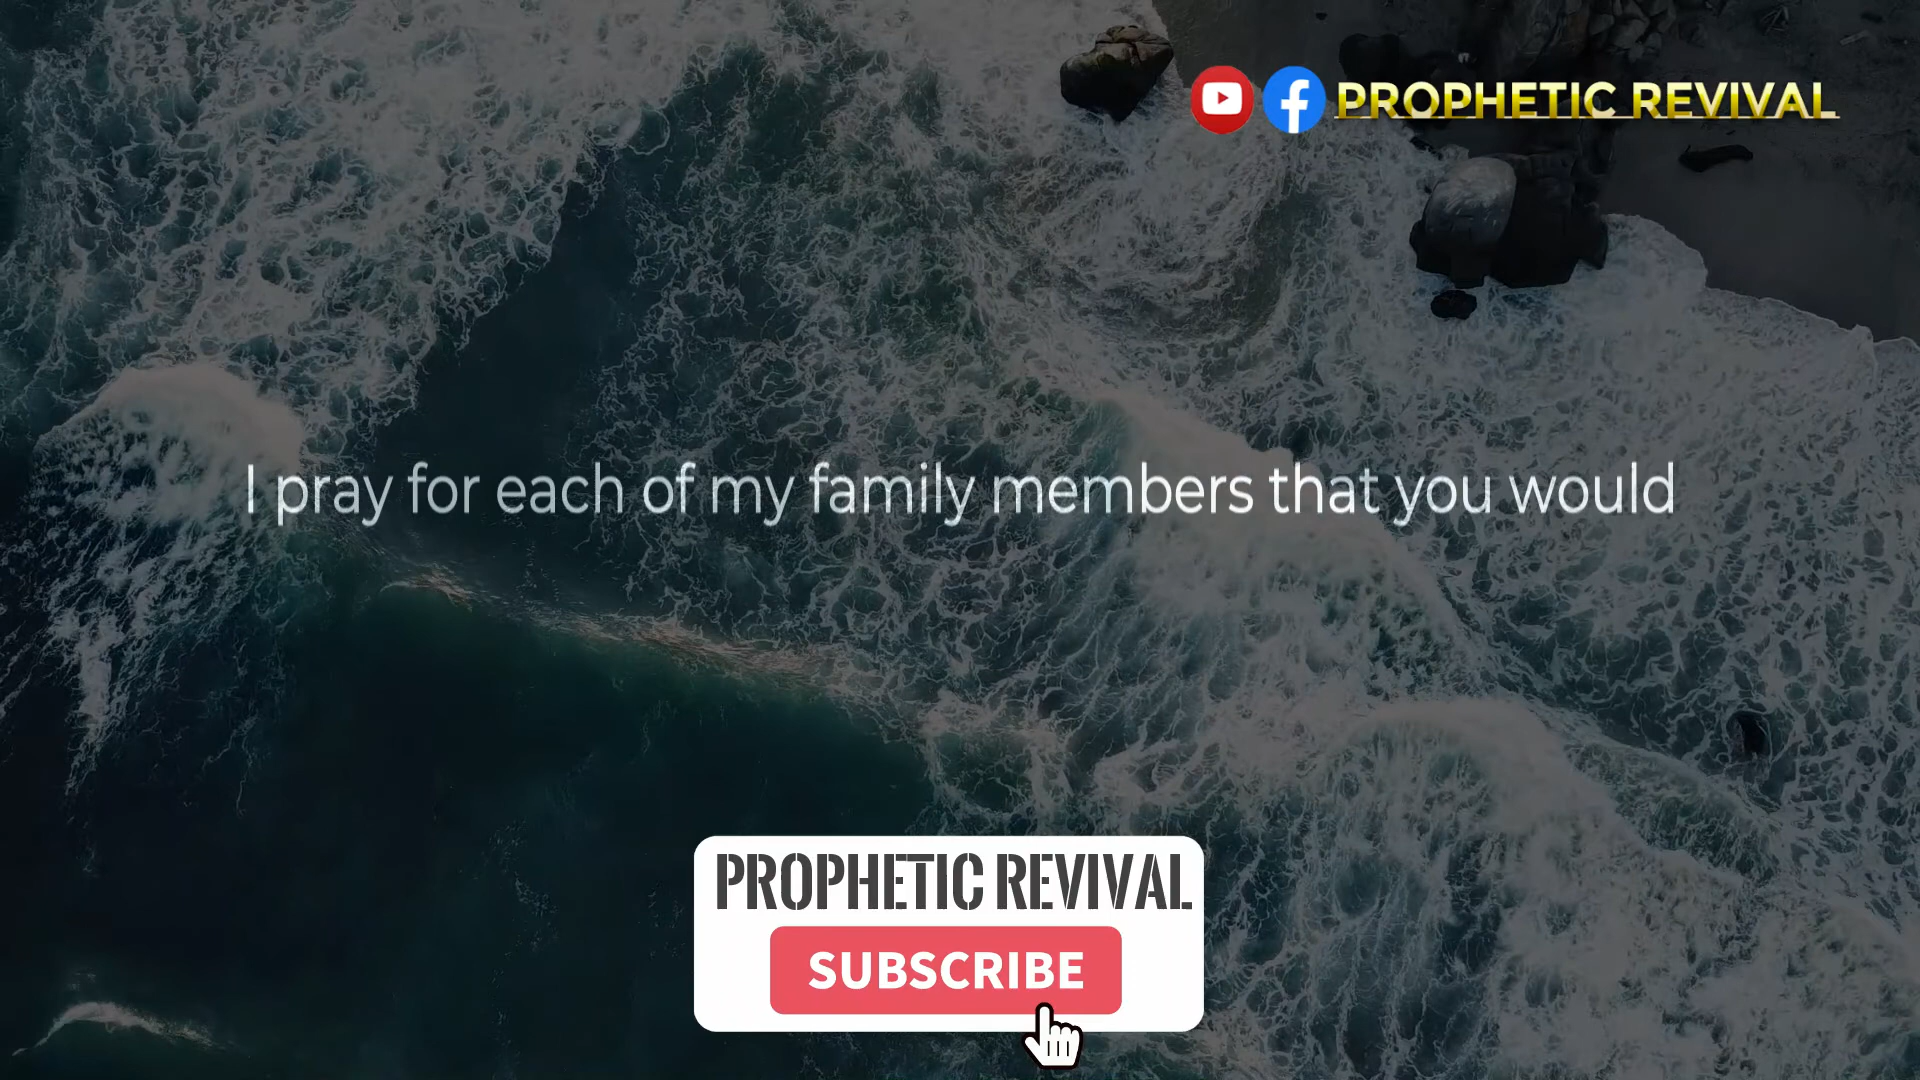 PROPHETIC REVIVAL
I pray for each of my family members that you would
PROPHETIC REVIVAL
SUBSCRIBE